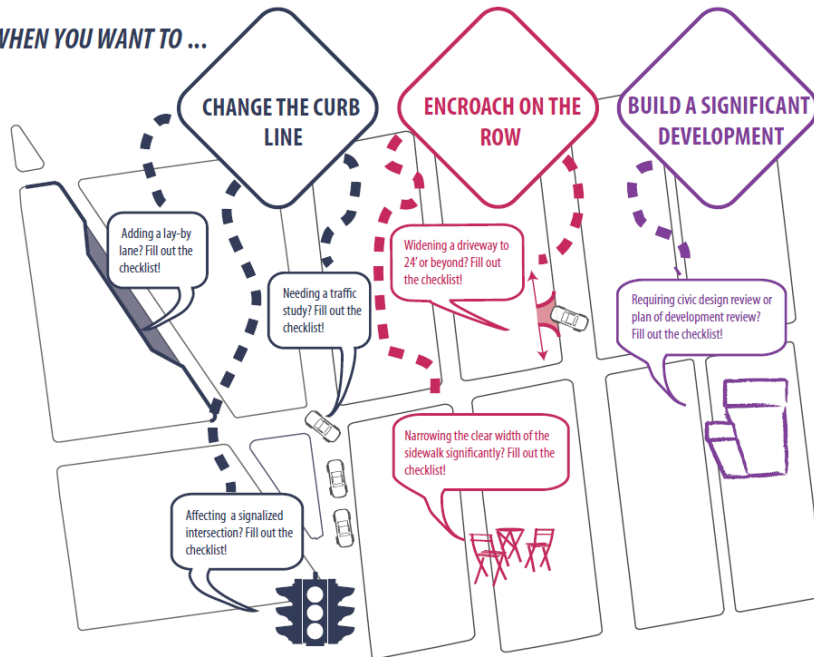 WHEN YOU WANT TO ...
CHANGE THE CURB
LINE
ENCROACH ON THE
ROW
BUILD A SIGNIFICANT
DEVELOPMENT
Adding a lay-by
lane? Fill out the
checklist!
Needing a traffic
study? Fill out the
checklist!
Widening a driveway to
24' or beyond? Fill out
the checklist!
Requiring civic design review or
plan of development review?
Fill out the checklist!
Narrowing the clear width of the
sidewalk significantly? Fill out the
checklist!
Affecting a signalized
intersection? Fill out the
checklist!